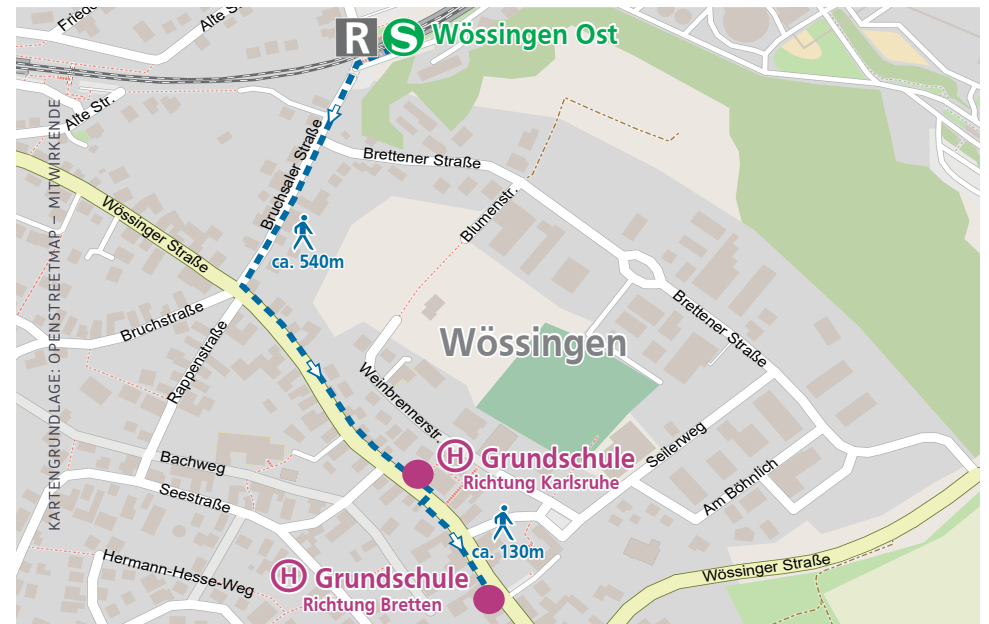 Friede
Alte S
R S Wössingen Ost
Alte Str.
Brettener Straße
Bruchsaler Straße
Blumenstr.
Wössinger Straße
ca. 540m
Brettener Straße
Bruchstraße
Rappenstraße
Wössingen
Weinbrennerstr.
Seilerweg
H Grundschule
Richtung Karlsruhe
Bachweg
Seestraße
Am Böhnlich
ca. 130m
Hermann-Hesse-Weg
H Grundschule
Richtung Bretten
Wössinger Straße
KARTENGRUNDLAGE: OPENSTREETMAP – MITWIRKENDE